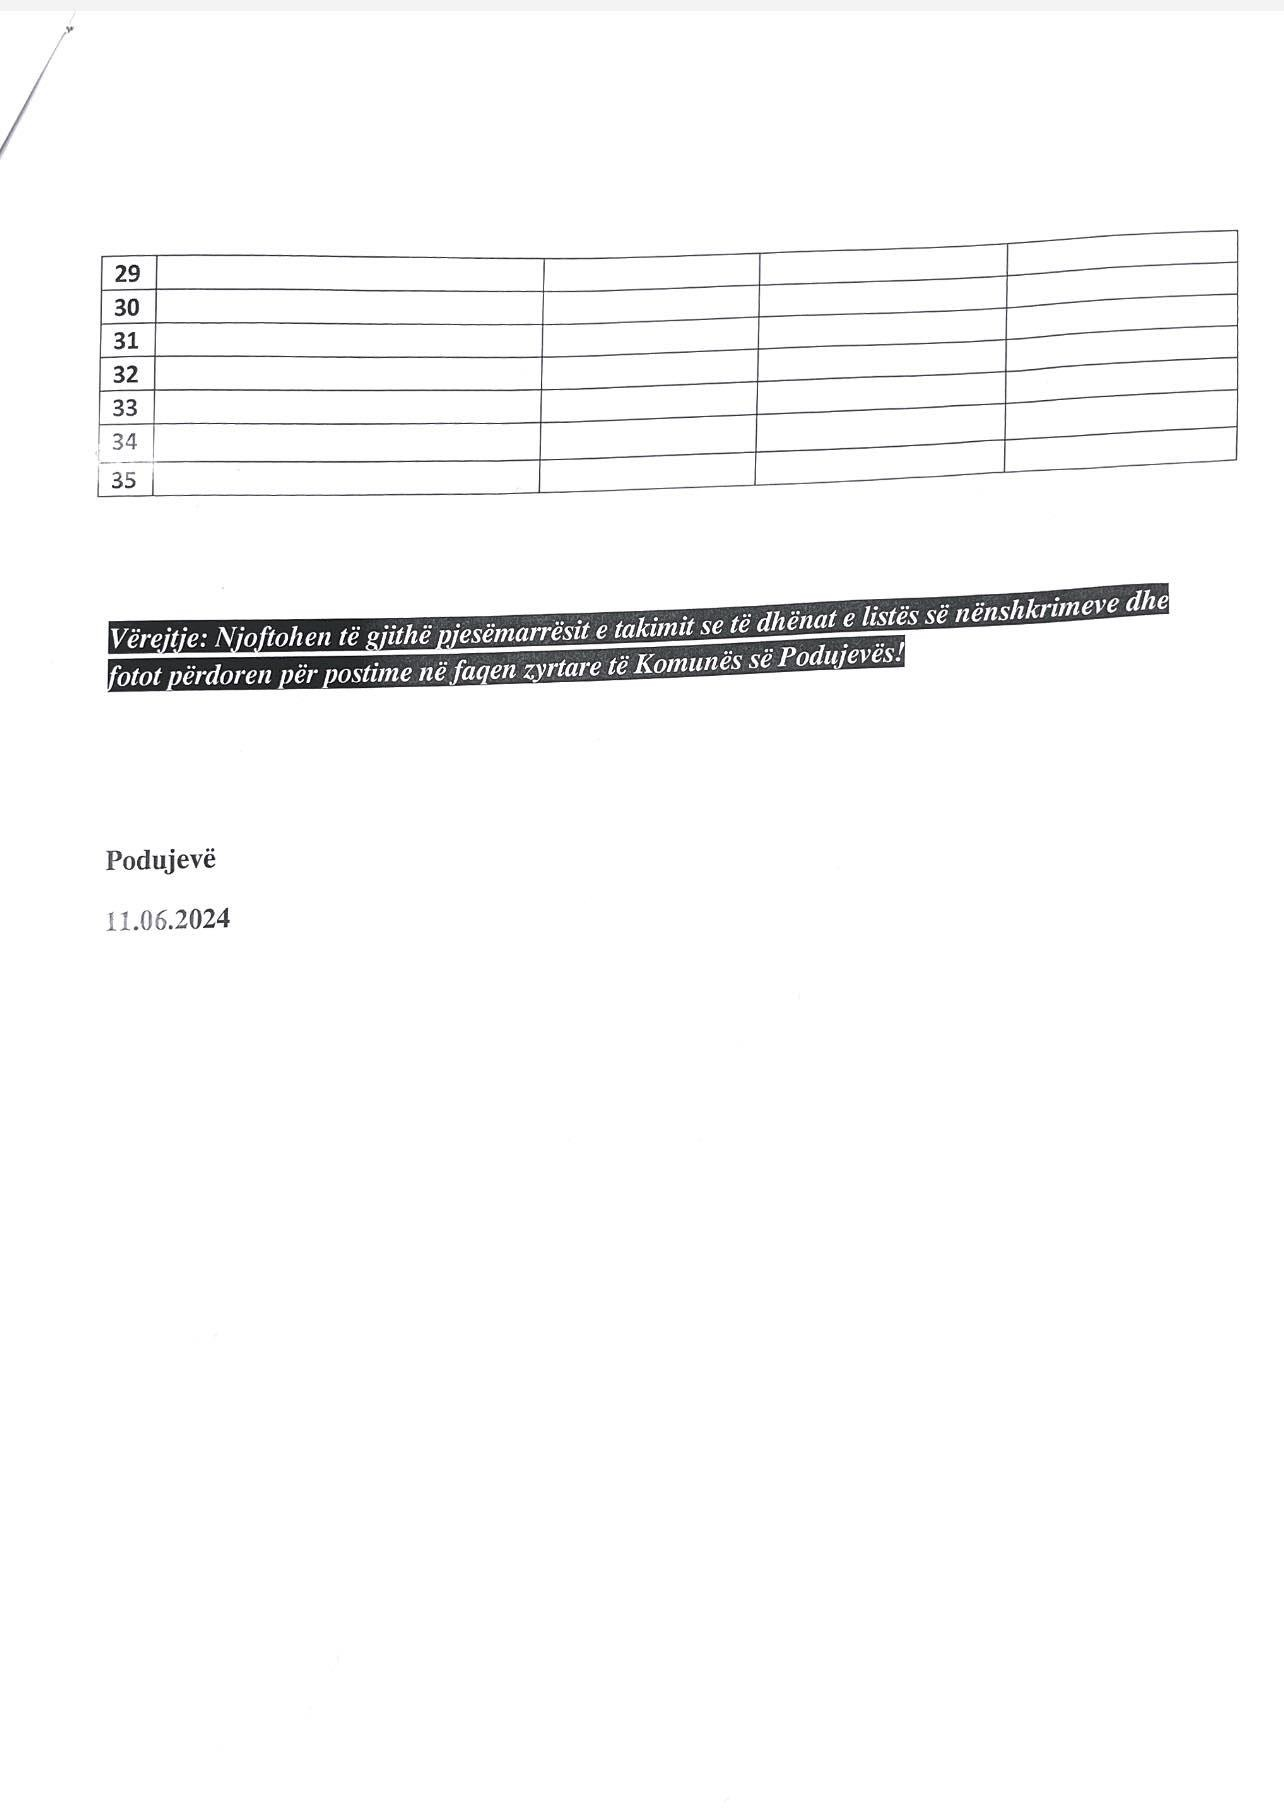 29
30
31
32
33
34
35
Vërejtje: Njoftohen të gjithë pjesëmarrësit e takimit se të dhënat e listës së nënshkrimeve dhe
fotot përdoren për postime në faqen zyrtare të Komunës së Podujevës!
Podujevë
11.06.2024